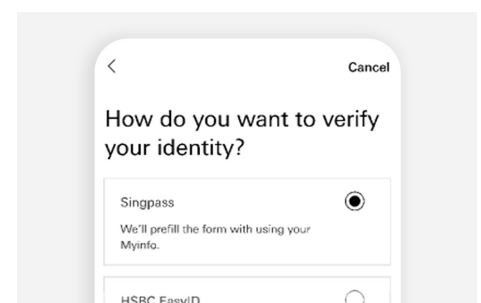 Cancel
How do you want to verify
your identity?
Singpass
We'll prefill the form with using your
Myinfo.
HSBC EasyID